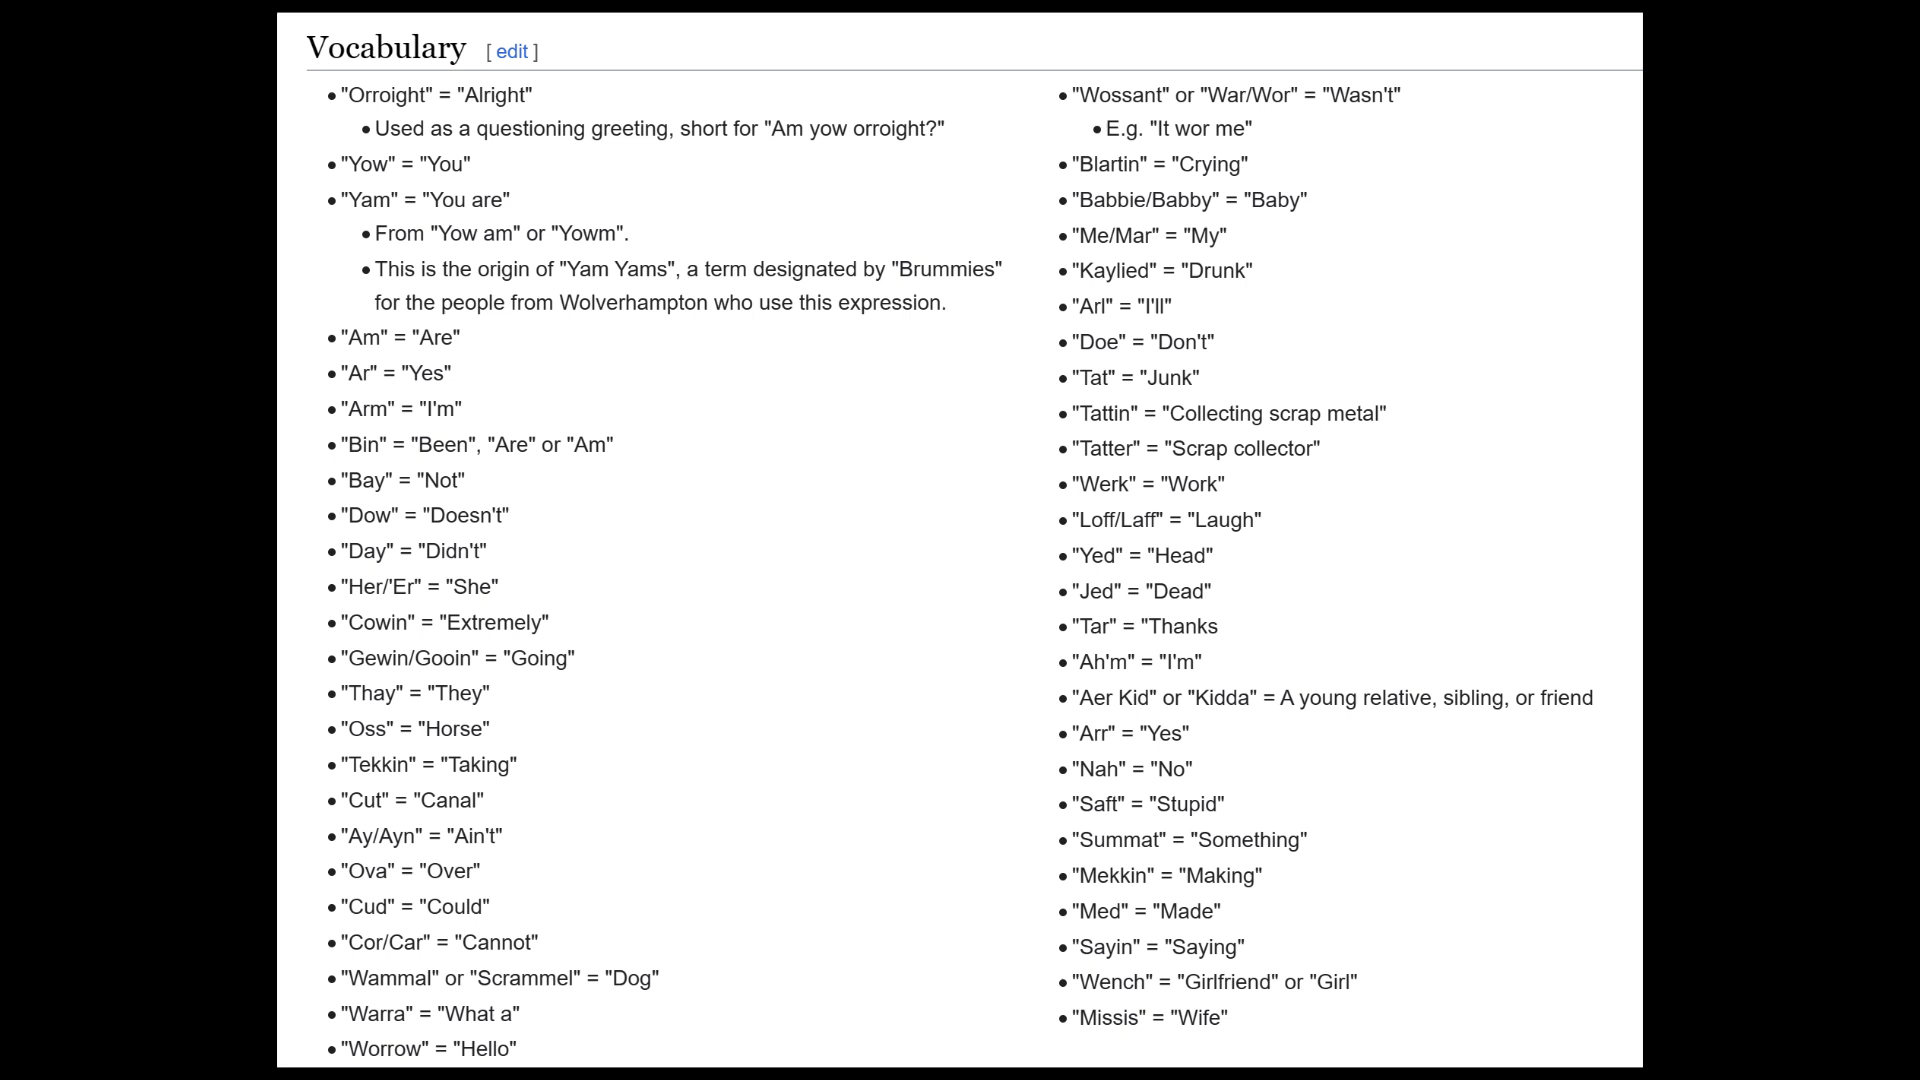 Vocabulary [ edit ]
"Orroight" = "Alright"
Used as a questioning greeting, short for "Am yow orroight?"
"Yow" = "You"
"Yam" = "You are"
From "Yow am" or "Yowm".
This is the origin of "Yam Yams", a term designated by "Brummies"
for the people from Wolverhampton who use this expression.
"Am" = "Are"
"Ar" = "Yes"
"Arm" = "I'm"
"Bin" = "Been", "Are" or "Am"
"Bay" = "Not"
"Dow" = "Doesn't"
"Day" = "Didn't"
"Her/'Er" = "She"
"Cowin" = "Extremely"
"Gewin/Gooin" = "Going"
"Thay" = "They"
"Oss" = "Horse"
"Tekkin" = "Taking"
"Cut" = "Canal"
"Ay/Ayn" = "Ain't"
"Ova" = "Over"
"Cud" = "Could"
"Cor/Car" = "Cannot"
"Wammal" or "Scrammel" = "Dog"
"Warra" = "What a"
"Worrow" = "Hello"
"Wossant" or "War/Wor" = "Wasn't"
E.g. "It wor me"
"Blartin" = "Crying"
"Babbie/Babby" = "Baby"
"Me/Mar" = "My"
"Kaylied" = "Drunk"
"Arl" = "I'll"
"Doe" = "Don't"
"Tat" = "Junk"
"Tattin" = "Collecting scrap metal"
"Tatter" = "Scrap collector"
"Werk" = "Work"
"Loff/Laff" = "Laugh"
"Yed" = "Head"
"Jed" = "Dead"
"Tar" = "Thanks
"Ah'm" = "I'm"
"Aer Kid" or "Kidda" = A young relative, sibling, or friend
"Arr" = "Yes"
"Nah" = "No"
"Saft" = "Stupid"
"Summat" = "Something"
"Mekkin" = "Making"
"Med" = "Made"
"Sayin" = "Saying"
"Wench" = "Girlfriend" or "Girl"
"Missis" = "Wife"